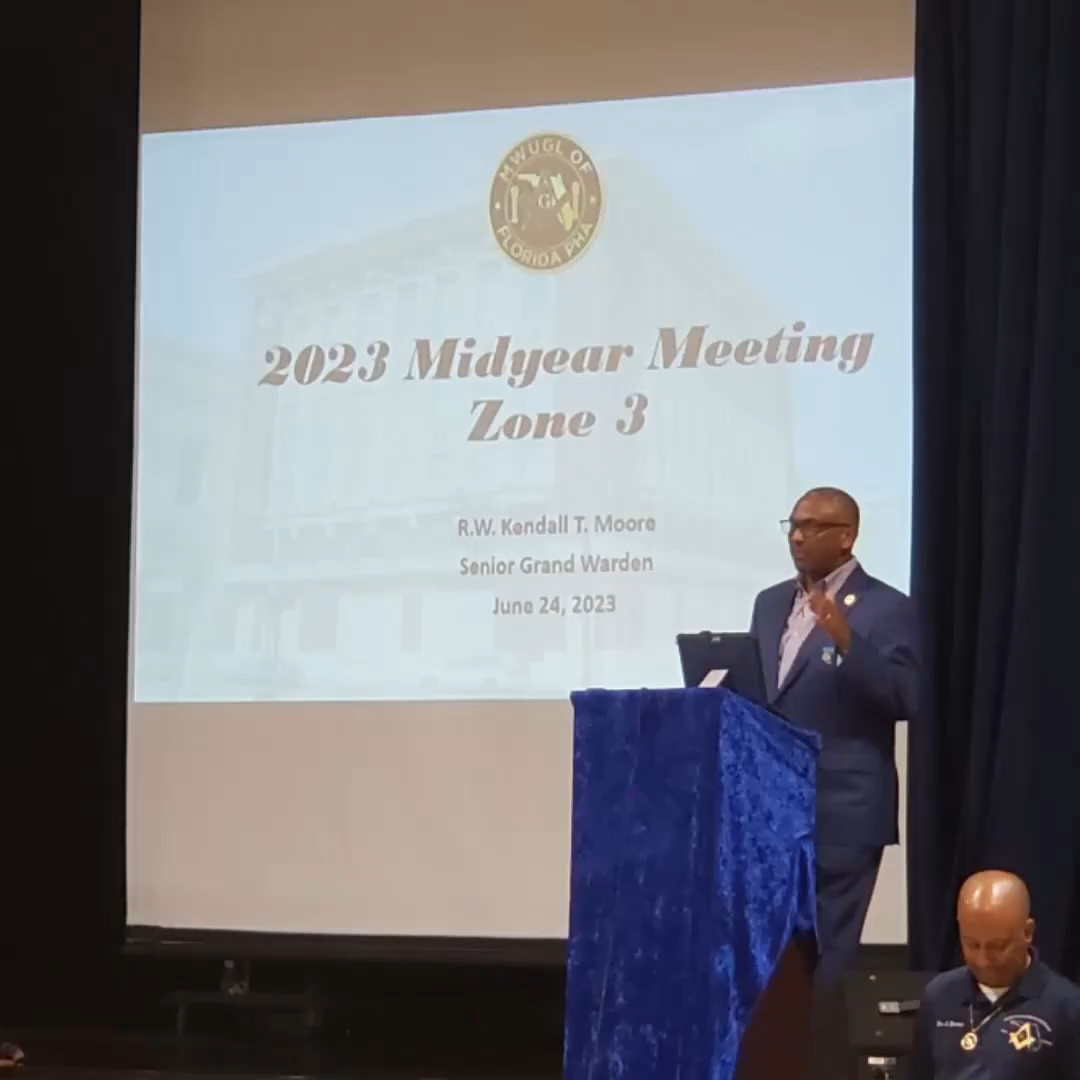 MWUGL OF
FLORIDA PHA
G
2023 Midyear Meeting
Zone 3
R.W. Kendall T. Moore
Senior Grand Warden
June 24, 2023